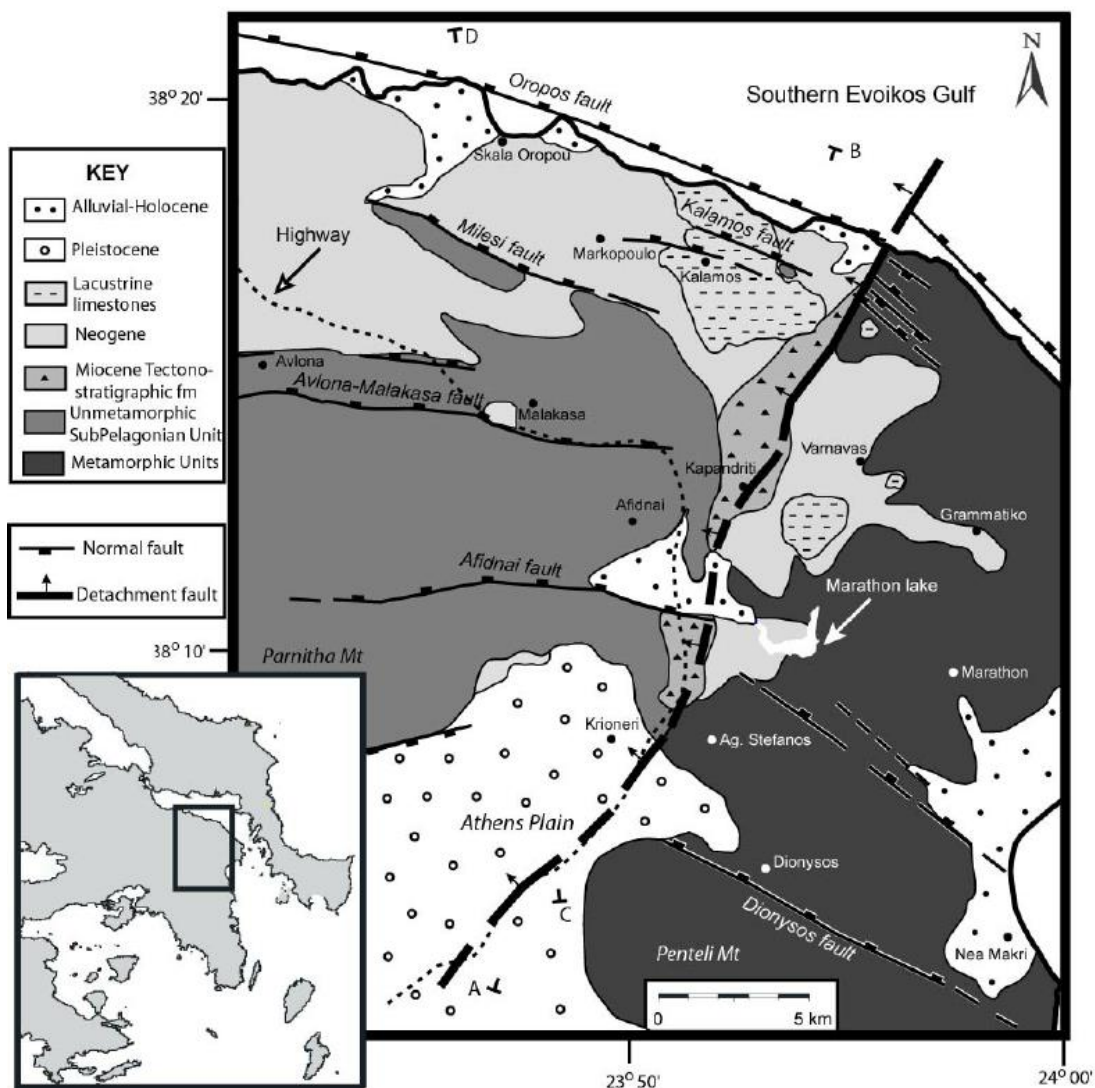 D
N
38° 20'
Oropos fault
Southern Evoikos Gulf
B
Skala Oropou
KEY
Alluvial-Holocene
Pleistocene
Lacustrine
limestones
Neogene
Miocene Tectono-
stratigraphic fm
Unmetamorphic
SubPelagonian Unit
Metamorphic Units
Normal fault
Detachment fault
Highway
Milesi fault
Markopoulo
Kalamos fault
Kalamos
Avlona
Avlona-Malakasa fault
Malakasa
Varnavas
Kapandriti
Afidnai
Grammatiko
Afidnai fault
Marathon lake
38° 10'
Parnitha Mt
Marathon
Krioneri
Ag. Stefanos
Athens Plain
Dionysos
C
Dionysos fault
Nea Makri
Penteli Mt
A
0 5 km
23° 50'
24° 00'